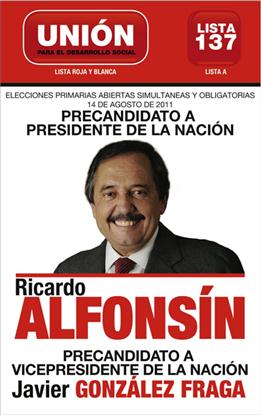 UNIÓN
PARA EL DESARROLLO SOCIAL
LISTA
137
LISTA ROJA Y BLANCA
LISTA A
ELECCIONES PRIMARIAS ABIERTAS SIMULTANEAS Y OBLIGATORIAS
14 DE AGOSTO DE 2011
PRECANDIDATO A
PRESIDENTE DE LA NACIÓN
Ricardo
ALFONSÍN
PRECANDIDATO A
VICEPRESIDENTE DE LA NACIÓN
Javier GONZÁLEZ FRAGA